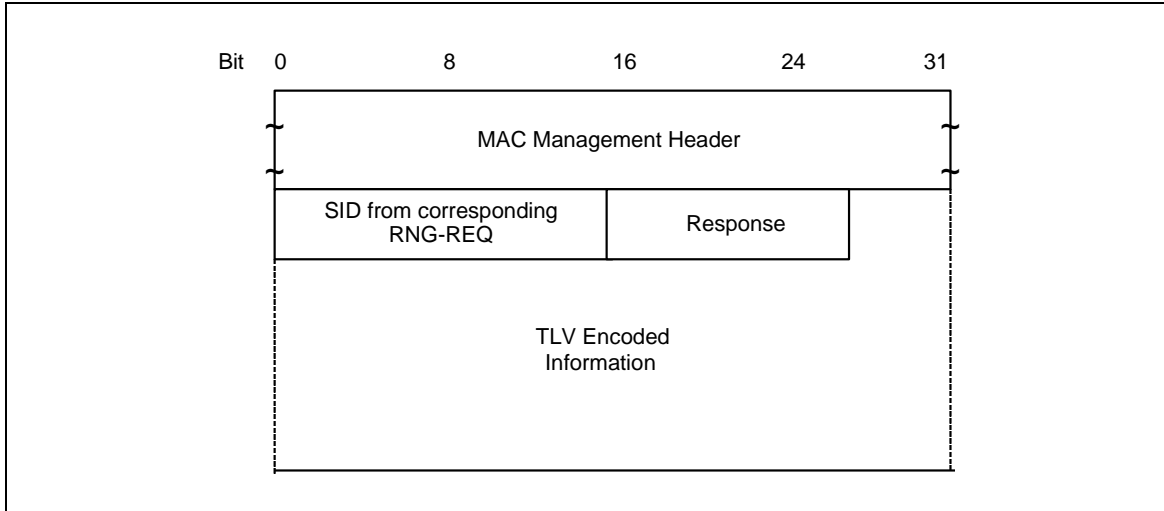 Bit 0 8 16 24 31
MAC Management Header
SID from corresponding
RNG-REQ
Response
TLV Encoded
Information